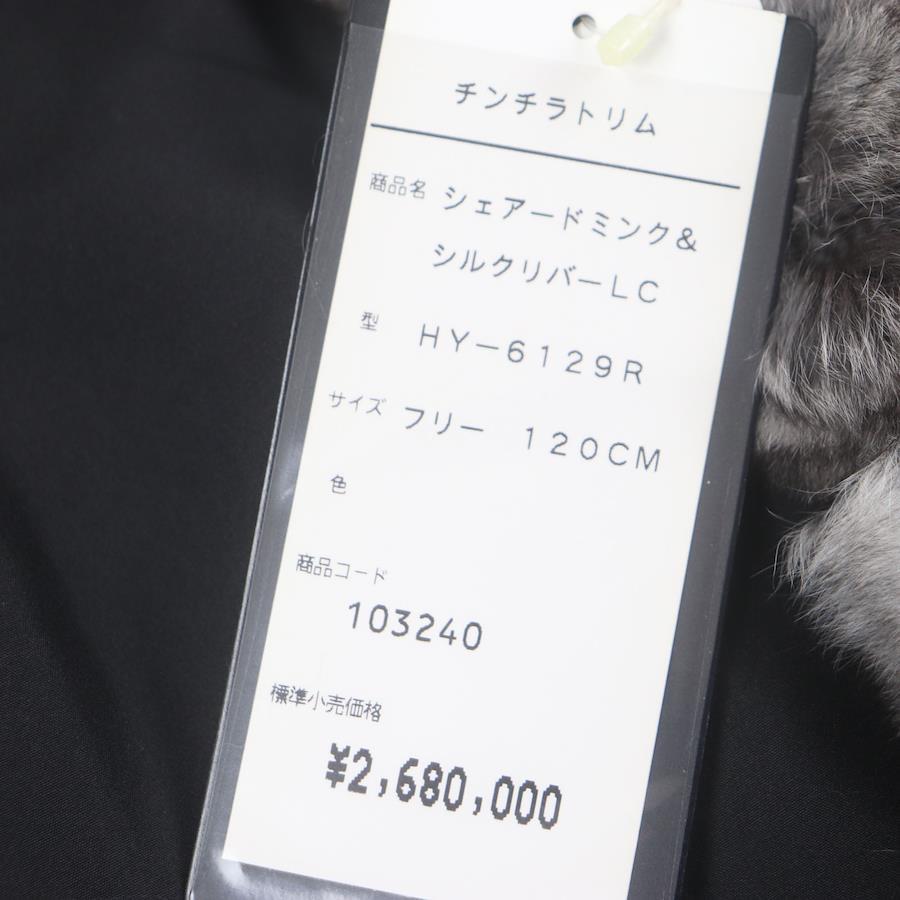 チンチラトリム
商品名 シェアードミンク＆
シルクリバーＬＣ
型 ＨＹ－６１２９Ｒ
サイズ フリー １２０ＣＭ
色
商品コード
103240
標準小売価格
¥2,680,000